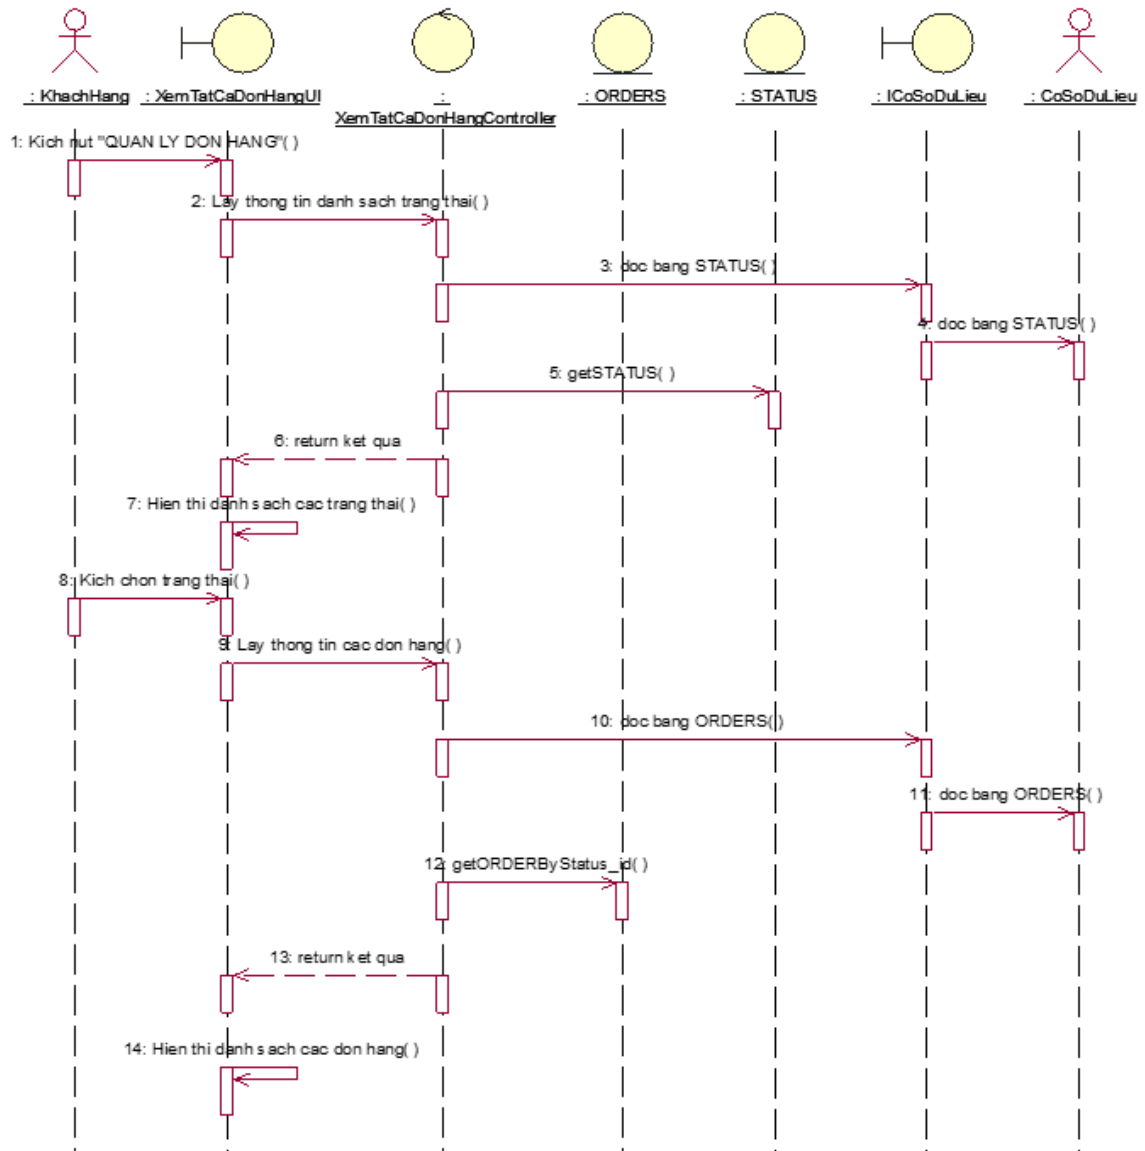 : KhachHang
: XemTatCaDonHangUI
:
XemTatCaDonHangController
: ORDERS
: STATUS
: ICoSoDuLieu
: CoSoDuLieu
1: Kich nut "QUAN LY DON HANG"( )
2: Lay thong tin danh sach trang thai( )
3: doc bang STATUS( )
4: doc bang STATUS( )
5: getSTATUS( )
6: return ket qua
7: Hien thi danh sach cac trang thai( )
8: Kich chon trang thai( )
9: Lay thong tin cac don hang( )
10: doc bang ORDERS( )
11: doc bang ORDERS( )
12: getORDERByStatus_id( )
13: return ket qua
14: Hien thi danh sach cac don hang( )